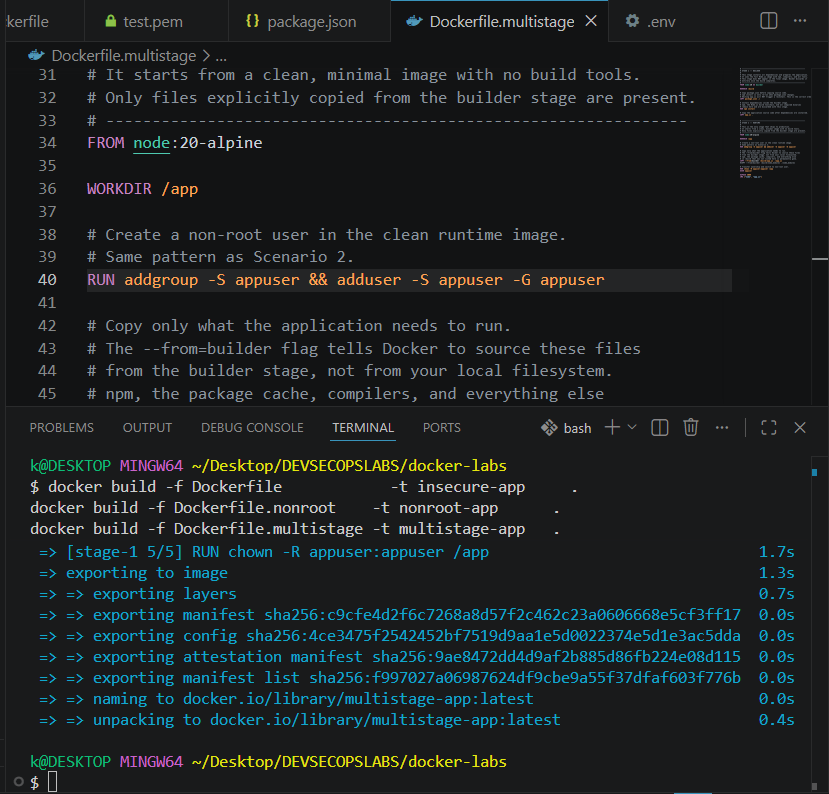 kerfile
test.pem
{} package.json
Dockerfile.multistage
.env
Dockerfile.multistage > ...
31 # It starts from a clean, minimal image with no build tools.
32 # Only files explicitly copied from the builder stage are present.
33 # ---------------------------------------------------------------
34 FROM node:20-alpine
35
36 WORKDIR /app
37
38 # Create a non-root user in the clean runtime image.
39 # Same pattern as Scenario 2.
40 RUN addgroup -S appuser && adduser -S appuser -G appuser
41
42 # Copy only what the application needs to run.
43 # The --from=builder flag tells Docker to source these files
44 # from the builder stage, not from your local filesystem.
45 # npm, the package cache, compilers, and everything else
PROBLEMS OUTPUT DEBUG CONSOLE TERMINAL PORTS bash
k@DESKTOP MINGW64 ~/Desktop/DEVSECOPSLABS/docker-labs
$ docker build -f Dockerfile            -t insecure-app     .
docker build -f Dockerfile.nonroot    -t nonroot-app      .
docker build -f Dockerfile.multistage -t multistage-app   .
=> [stage-1 5/5] RUN chown -R appuser:appuser /app 1.7s
=> exporting to image 1.3s
=> => exporting layers 0.7s
=> => exporting manifest sha256:c9cfe4d2f6c7268a8d57f2c462c23a0606668e5cf3ff17 0.0s
=> => exporting config sha256:4ce3475f2542452bf7519d9aa1e5d0022374e5d1e3ac5dda 0.0s
=> => exporting attestation manifest sha256:9ae8472dd4d9af2b885d86fb224e08d115 0.0s
=> => exporting manifest list sha256:f997027a06987624df9cbe9a55f37dfaf603f776b 0.0s
=> => naming to docker.io/library/multistage-app:latest 0.0s
=> => unpacking to docker.io/library/multistage-app:latest 0.4s
k@DESKTOP MINGW64 ~/Desktop/DEVSECOPSLABS/docker-labs
$